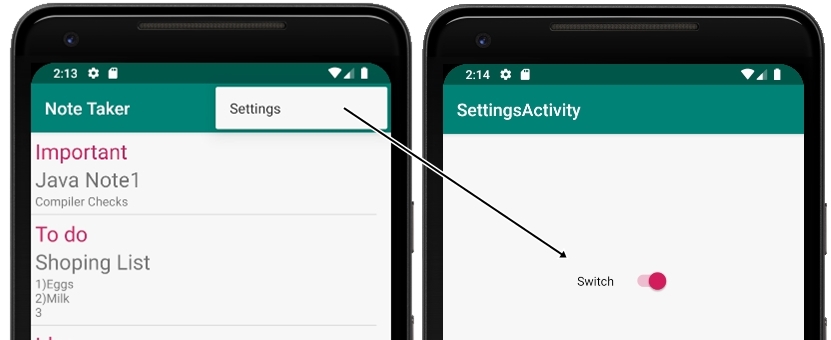 2:13
Note Taker
Settings
Important
Java Note1
Compiler Checks
To do
Shoping List
1)Eggs
2)Milk
3
2:14
SettingsActivity
Switch